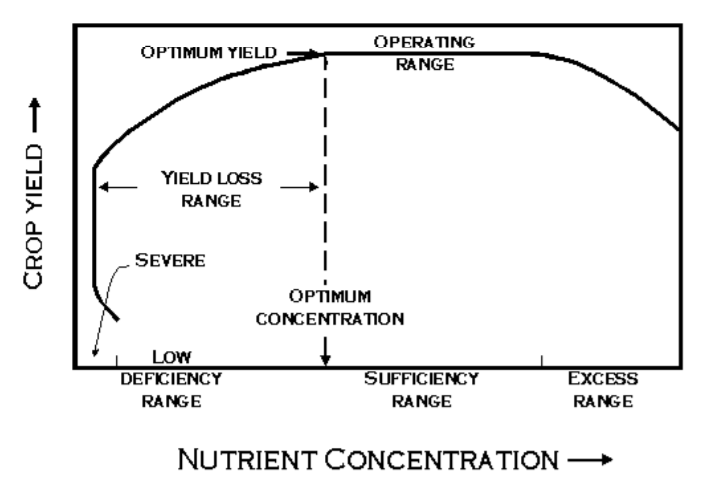 OPTIMUM YIELD
OPERATING
RANGE
YIELD LOSS
RANGE
SEVERE
OPTIMUM
CONCENTRATION
CROP YIELD
LOW
DEFICIENCY
RANGE
SUFFICIENCY
RANGE
EXCESS
RANGE
NUTRIENT CONCENTRATION